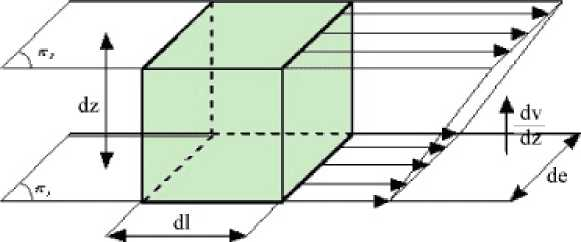 π₂
dz
dv
dz
π₁
de
dl